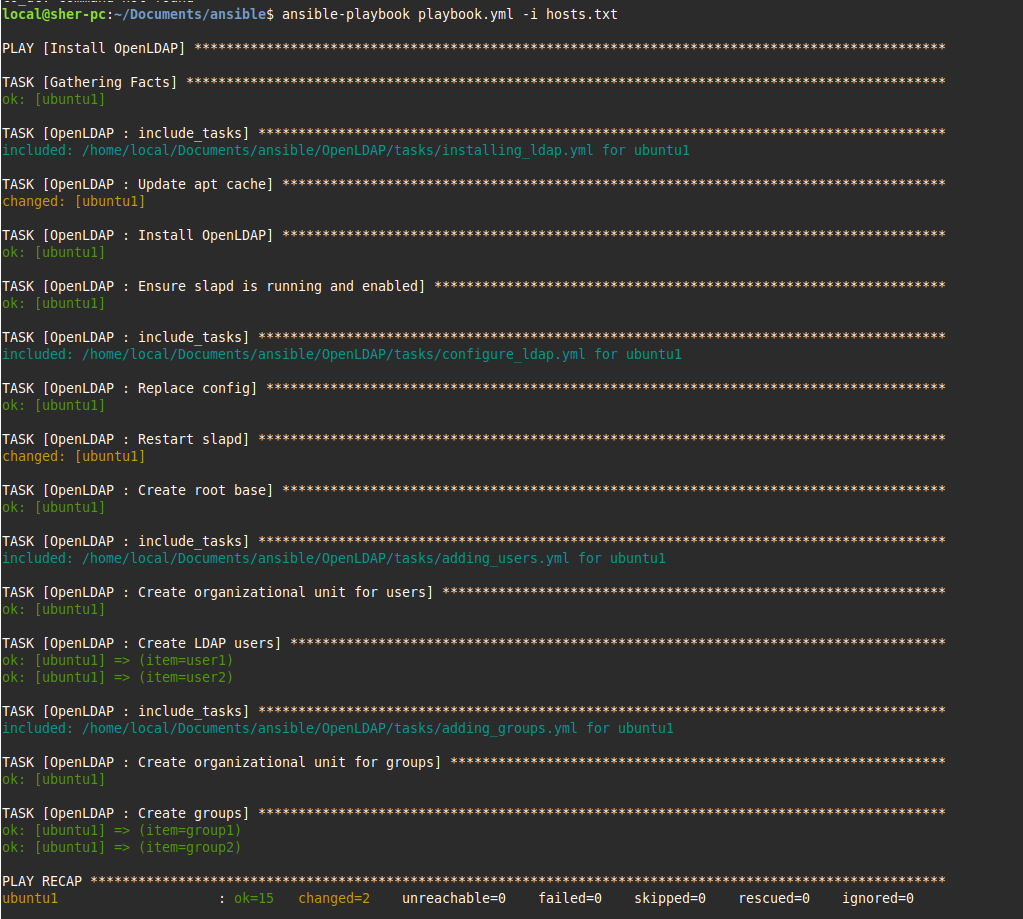 local@sher-pc:~/Documents/ansible$ ansible-playbook playbook.yml -i hosts.txt
PLAY [Install OpenLDAP] **********************************************************************************************
TASK [Gathering Facts] ***********************************************************************************************
ok: [ubuntu1]
TASK [OpenLDAP : include_tasks] **************************************************************************************
included: /home/local/Documents/ansible/OpenLDAP/tasks/installing_ldap.yml for ubuntu1
TASK [OpenLDAP : Update apt cache] ***********************************************************************************
changed: [ubuntu1]
TASK [OpenLDAP : Install OpenLDAP] ***********************************************************************************
ok: [ubuntu1]
TASK [OpenLDAP : Ensure slapd is running and enabled] ****************************************************************
ok: [ubuntu1]
TASK [OpenLDAP : include_tasks] **************************************************************************************
included: /home/local/Documents/ansible/OpenLDAP/tasks/configure_ldap.yml for ubuntu1
TASK [OpenLDAP : Replace config] *************************************************************************************
ok: [ubuntu1]
TASK [OpenLDAP : Restart slapd] **************************************************************************************
changed: [ubuntu1]
TASK [OpenLDAP : Create root base] ***********************************************************************************
ok: [ubuntu1]
TASK [OpenLDAP : include_tasks] **************************************************************************************
included: /home/local/Documents/ansible/OpenLDAP/tasks/adding_users.yml for ubuntu1
TASK [OpenLDAP : Create organizational unit for users] ***************************************************************
ok: [ubuntu1]
TASK [OpenLDAP : Create LDAP users] **********************************************************************************
ok: [ubuntu1] => (item=user1)
ok: [ubuntu1] => (item=user2)
TASK [OpenLDAP : include_tasks] **************************************************************************************
included: /home/local/Documents/ansible/OpenLDAP/tasks/adding_groups.yml for ubuntu1
TASK [OpenLDAP : Create organizational unit for groups] **************************************************************
ok: [ubuntu1]
TASK [OpenLDAP : Create groups] **************************************************************************************
ok: [ubuntu1] => (item=group1)
ok: [ubuntu1] => (item=group2)
PLAY RECAP ***********************************************************************************************************
ubuntu1                    : ok=15   changed=2    unreachable=0    failed=0    skipped=0    rescued=0    ignored=0